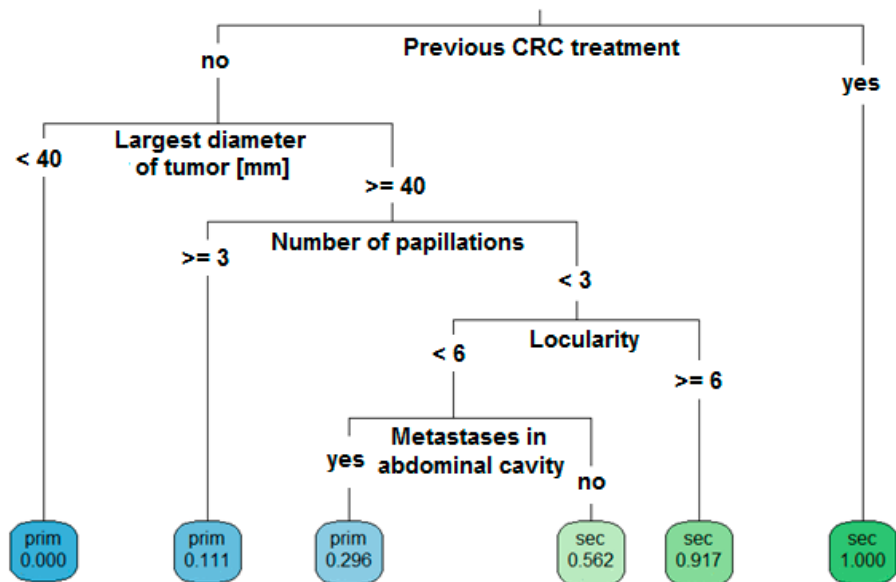 Previous CRC treatment
no
yes
Largest diameter
of tumor [mm]
< 40
>= 40
Number of papillations
>= 3
< 3
Locularity
< 6
>= 6
Metastases in
abdominal cavity
yes
no
prim
0.000
prim
0.111
prim
0.296
sec
0.562
sec
0.917
sec
1.000